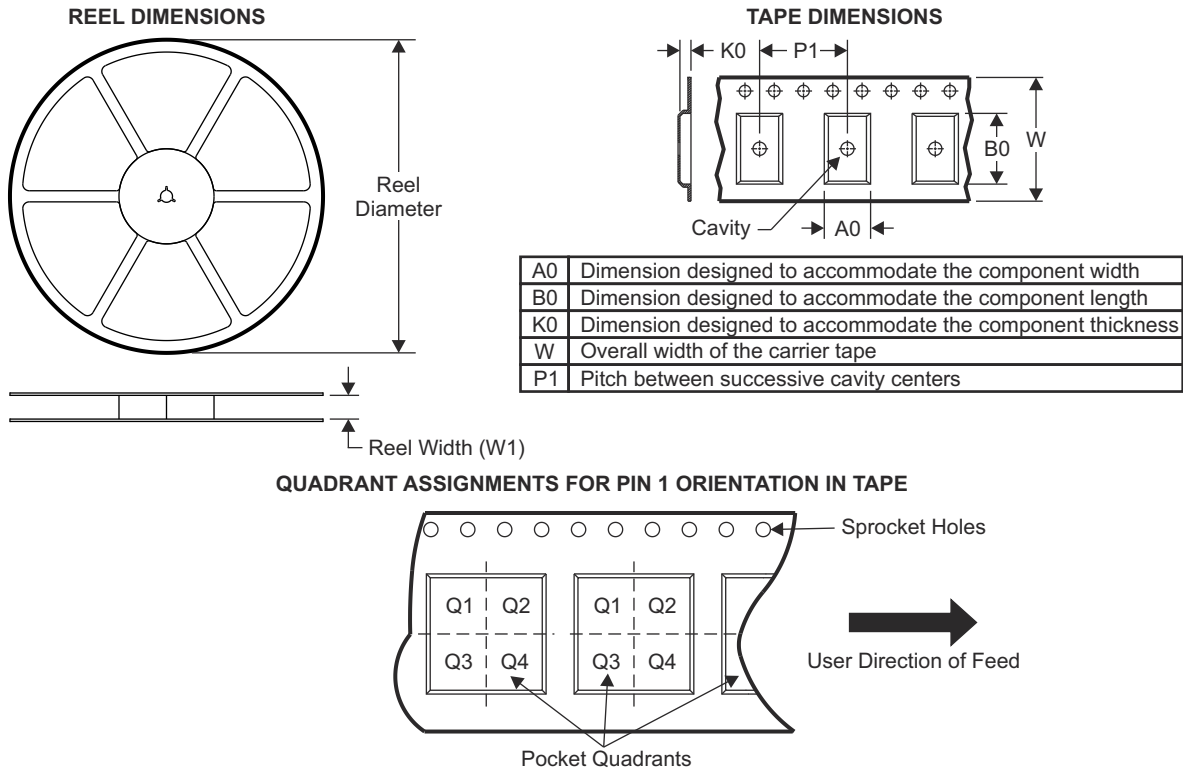 REEL DIMENSIONS
Reel
Diameter
Reel Width (W1)
TAPE DIMENSIONS
K0
P1
B0
W
Cavity
A0
A0 Dimension designed to accommodate the component width
B0 Dimension designed to accommodate the component length
K0 Dimension designed to accommodate the component thickness
W Overall width of the carrier tape
P1 Pitch between successive cavity centers
QUADRANT ASSIGNMENTS FOR PIN 1 ORIENTATION IN TAPE
Sprocket Holes
Q1 Q2 Q1 Q2
Q3 Q4 Q3 Q4
User Direction of Feed
Pocket Quadrants